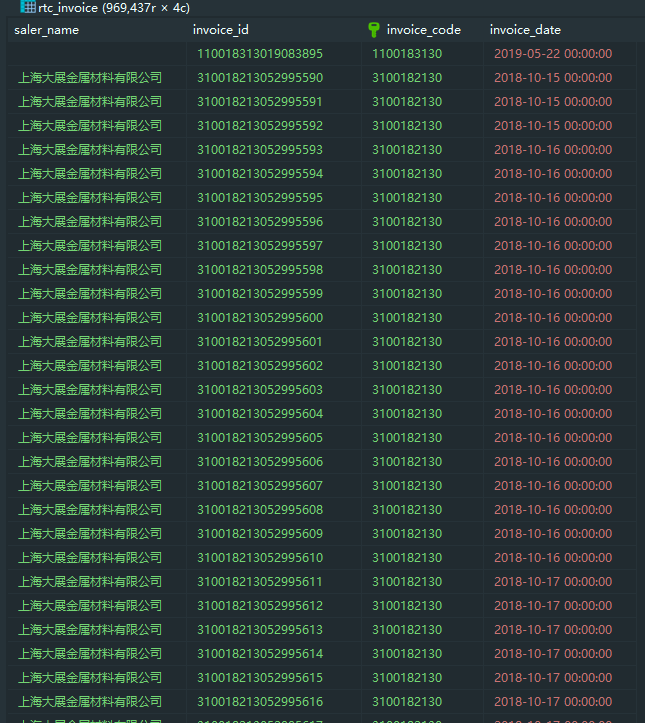 rtc_invoice (969,437r × 4c)
saler_name invoice_id invoice_code invoice_date
110018313019083895 1100183130 2019-05-22 00:00:00
上海大展金属材料有限公司 310018213052995590 3100182130 2018-10-15 00:00:00
上海大展金属材料有限公司 310018213052995591 3100182130 2018-10-15 00:00:00
上海大展金属材料有限公司 310018213052995592 3100182130 2018-10-15 00:00:00
上海大展金属材料有限公司 310018213052995593 3100182130 2018-10-16 00:00:00
上海大展金属材料有限公司 310018213052995594 3100182130 2018-10-16 00:00:00
上海大展金属材料有限公司 310018213052995595 3100182130 2018-10-16 00:00:00
上海大展金属材料有限公司 310018213052995596 3100182130 2018-10-16 00:00:00
上海大展金属材料有限公司 310018213052995597 3100182130 2018-10-16 00:00:00
上海大展金属材料有限公司 310018213052995598 3100182130 2018-10-16 00:00:00
上海大展金属材料有限公司 310018213052995599 3100182130 2018-10-16 00:00:00
上海大展金属材料有限公司 310018213052995600 3100182130 2018-10-16 00:00:00
上海大展金属材料有限公司 310018213052995601 3100182130 2018-10-16 00:00:00
上海大展金属材料有限公司 310018213052995602 3100182130 2018-10-16 00:00:00
上海大展金属材料有限公司 310018213052995603 3100182130 2018-10-16 00:00:00
上海大展金属材料有限公司 310018213052995604 3100182130 2018-10-16 00:00:00
上海大展金属材料有限公司 310018213052995605 3100182130 2018-10-16 00:00:00
上海大展金属材料有限公司 310018213052995606 3100182130 2018-10-16 00:00:00
上海大展金属材料有限公司 310018213052995607 3100182130 2018-10-16 00:00:00
上海大展金属材料有限公司 310018213052995608 3100182130 2018-10-16 00:00:00
上海大展金属材料有限公司 310018213052995609 3100182130 2018-10-16 00:00:00
上海大展金属材料有限公司 310018213052995610 3100182130 2018-10-16 00:00:00
上海大展金属材料有限公司 310018213052995611 3100182130 2018-10-17 00:00:00
上海大展金属材料有限公司 310018213052995612 3100182130 2018-10-17 00:00:00
上海大展金属材料有限公司 310018213052995613 3100182130 2018-10-17 00:00:00
上海大展金属材料有限公司 310018213052995614 3100182130 2018-10-17 00:00:00
上海大展金属材料有限公司 310018213052995615 3100182130 2018-10-17 00:00:00
上海大展金属材料有限公司 310018213052995616 3100182130 2018-10-17 00:00:00